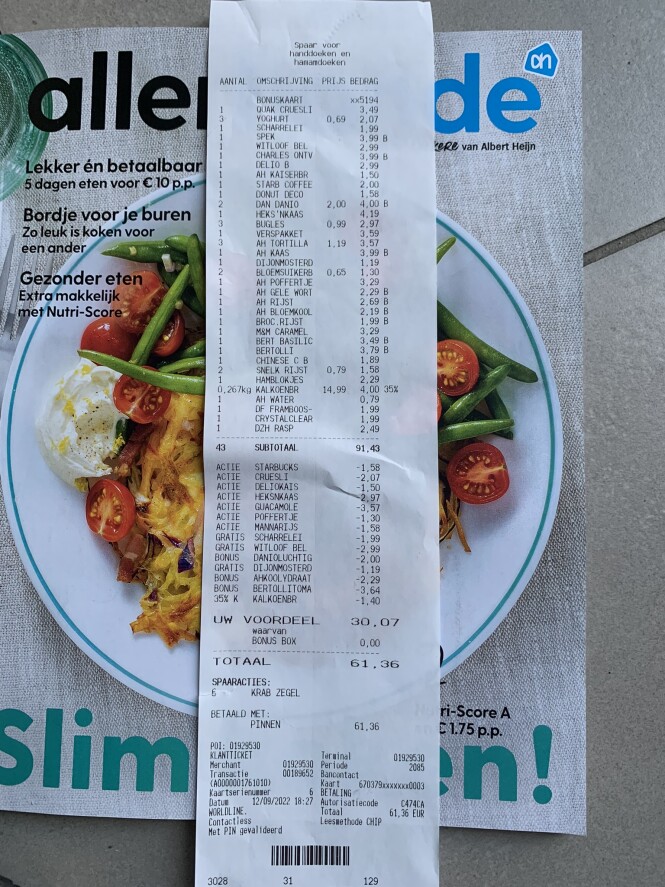 aller
de
van Albert Heijn
Lekker én betaalbaar
5 dagen eten voor € 10 p.p.
Bordje voor je buren
Zo leuk is koken voor
een ander
Gezonder eten
Extra makkelijk
met Nutri-Score
Spaar voor
handdoeken en
hamamdoeken
AANTAL OMSCHRIJVING PRIJS BEDRAG
BONUSKAART xx5194
1 QUAK CRUESLI 3,49
3 YOGHURT 0,69 2,07
1 SCHARRELEI 1,99
1 SPEK 3,99 B
1 WITLOOF BEL 2,99
1 CHARLES ONTV 3,99 B
1 DELIO B 2,99
1 AH KAISERBR 1,50
1 STARB COFFEE 2,00
1 DONUT DECO 1,58
2 DAN DANIO 2,00 4,00 B
1 HEKS'NKAAS 4,19
3 BUGLES 0,99 2,97
1 VERSPAKKET 3,59
3 AH TORTILLA 1,19 3,57
1 AH KAAS 3,99 B
1 DIJONMOSTERD 1,19
2 BLOEMSUIKERB 0,65 1,30
1 AH POFFERTJE 3,29
1 AH GELE WORT 2,29 B
1 AH RIJST 2,69 B
1 AH BLOEMKOOL 2,19 B
1 BROC.RIJST 1,99 B
1 M&M CARAMEL 3,29
1 BERT BASILIC 3,49 B
1 BERTOLLI 3,79 B
1 CHINESE C B 1,89
2 SNELK RIJST 0,79 1,58
1 HAMBLOKJES 2,29
0,267kg KALKOENBR 14,99 4,00 35%
1 AH WATER 0,79
1 DF FRAMBOOS- 1,99
1 CRYSTALCLEAR 1,99
1 DZH RASP 2,49
43 SUBTOTAAL 91,43
ACTIE STARBUCKS -1,58
ACTIE CRUESLI -2,07
ACTIE DELIOKAIS -1,50
ACTIE HEKSNKAAS -2,97
ACTIE GUACAMOLE -3,57
ACTIE POFFERTJE -1,30
ACTIE MANNARIJS -1,58
GRATIS SCHARRELEI -1,99
GRATIS WITLOOF BEL -2,99
BONUS DANIOLUCHTIG -2,00
GRATIS DIJONMOSTERD -1,19
BONUS AHKOOLYDRAAT -2,29
BONUS BERTOLLITOMA -3,64
35% K KALKOENBR -1,40
UW VOORDEEL 30,07
waarvan
BONUS BOX 0,00
TOTAAL 61,36
SPAARACTIES:
6 KRAB ZEGEL
BETAALD MET:
PINNEN 61,36
POI: 01929530
KLANTTICKET Terminal 01929530
Merchant 01929530 Periode 2085
Transactie 00189652 Bancontact
(A0000001761010) Kaart 670379xxxxxxx0003
Kaartserienummer 6 BETALING
Datum 12/09/2022 18:27 Autorisatiecode C474CA
WORLDLINE. Totaal 61,36 EUR
Contactless Leesmethode CHIP
Met PIN gevalideerd
3028 31 129
ri-Score A
€ 1.75 p.p.
Slim en!